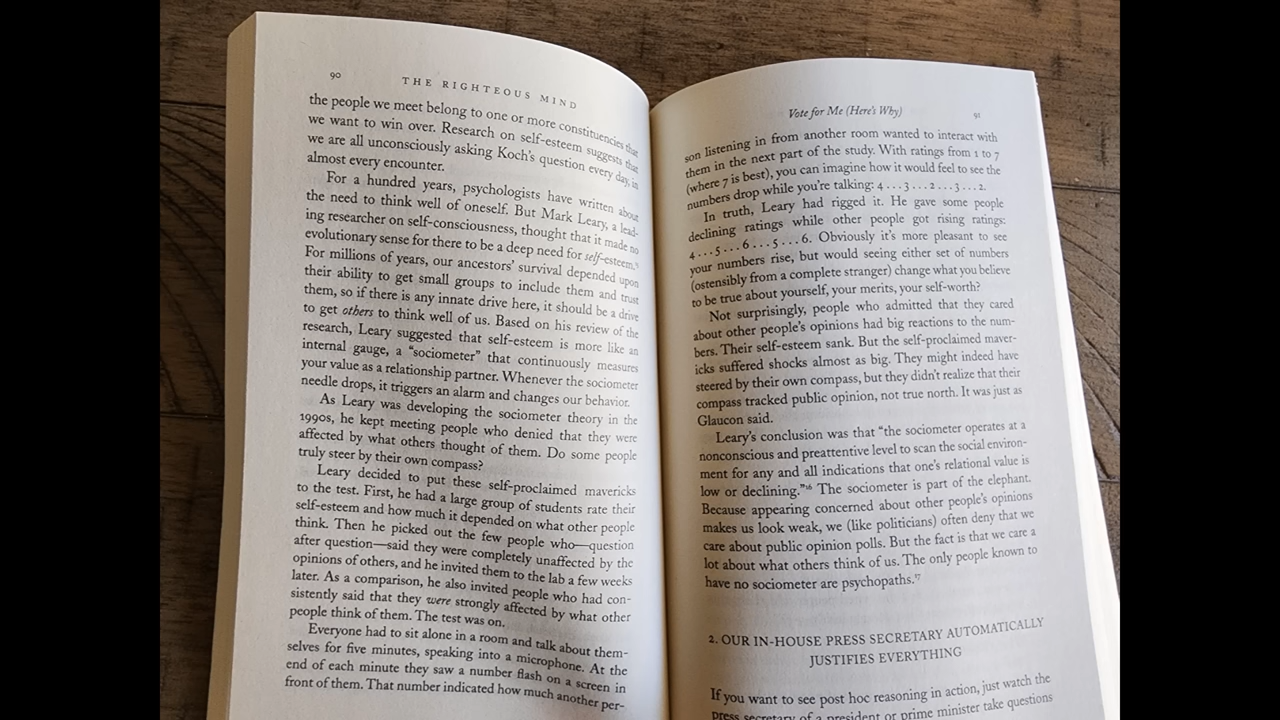 90
THE RIGHTEOUS MIND
the people we meet belong to one or more constituencies that
we want to win over. Research on self-esteem suggests that
we are all unconsciously asking Koch's question every day, in
almost every encounter.
For a hundred years, psychologists have written about
the need to think well of oneself. But Mark Leary, a lead-
ing researcher on self-consciousness, thought that it made no
evolutionary sense for there to be a deep need for self-esteem.
For millions of years, our ancestors' survival depended upon
their ability to get small groups to include them and trust
them, so if there is any innate drive here, it should be a drive
to get others to think well of us. Based on his review of the
research, Leary suggested that self-esteem is more like an
internal gauge, a “sociometer” that continuously measures
your value as a relationship partner. Whenever the sociometer
needle drops, it triggers an alarm and changes our behavior.
As Leary was developing the sociometer theory in the
1990s, he kept meeting people who denied that they were
affected by what others thought of them. Do some people
truly steer by their own compass?
Leary decided to put these self-proclaimed mavericks
to the test. First, he had a large group of students rate their
self-esteem and how much it depended on what other people
think. Then he picked out the few people who—question
after question—said they were completely unaffected by the
opinions of others, and he invited them to the lab a few weeks
later. As a comparison, he also invited people who had con-
sistently said that they were strongly affected by what other
people think of them. The test was on.
Everyone had to sit alone in a room and talk about them-
selves for five minutes, speaking into a microphone. At the
end of each minute they saw a number flash on a screen in
front of them. That number indicated how much another per-
Vote for Me (Here's Why)
91
son listening in from another room wanted to interact with
them in the next part of the study. With ratings from 1 to 7
(where 7 is best), you can imagine how it would feel to see the
numbers drop while you're talking: 4 . . . 3 . . . 2 . . . 3 . . . 2.
In truth, Leary had rigged it. He gave some people
declining ratings while other people got rising ratings:
4 . . . 5 . . . 6 . . . 5 . . . 6. Obviously it's more pleasant to see
your numbers rise, but would seeing either set of numbers
(ostensibly from a complete stranger) change what you believe
to be true about yourself, your merits, your self-worth?
Not surprisingly, people who admitted that they cared
about other people's opinions had big reactions to the num-
bers. Their self-esteem sank. But the self-proclaimed maver-
icks suffered shocks almost as big. They might indeed have
steered by their own compass, but they didn't realize that their
compass tracked public opinion, not true north. It was just as
Glaucon said.
Leary's conclusion was that “the sociometer operates at a
nonconscious and preattentive level to scan the social environ-
ment for any and all indications that one's relational value is
low or declining.”16 The sociometer is part of the elephant.
Because appearing concerned about other people's opinions
makes us look weak, we (like politicians) often deny that we
care about public opinion polls. But the fact is that we care a
lot about what others think of us. The only people known to
have no sociometer are psychopaths.17
2. OUR IN-HOUSE PRESS SECRETARY AUTOMATICALLY
JUSTIFIES EVERYTHING
If you want to see post hoc reasoning in action, just watch the
press secretary of a president or prime minister take questions